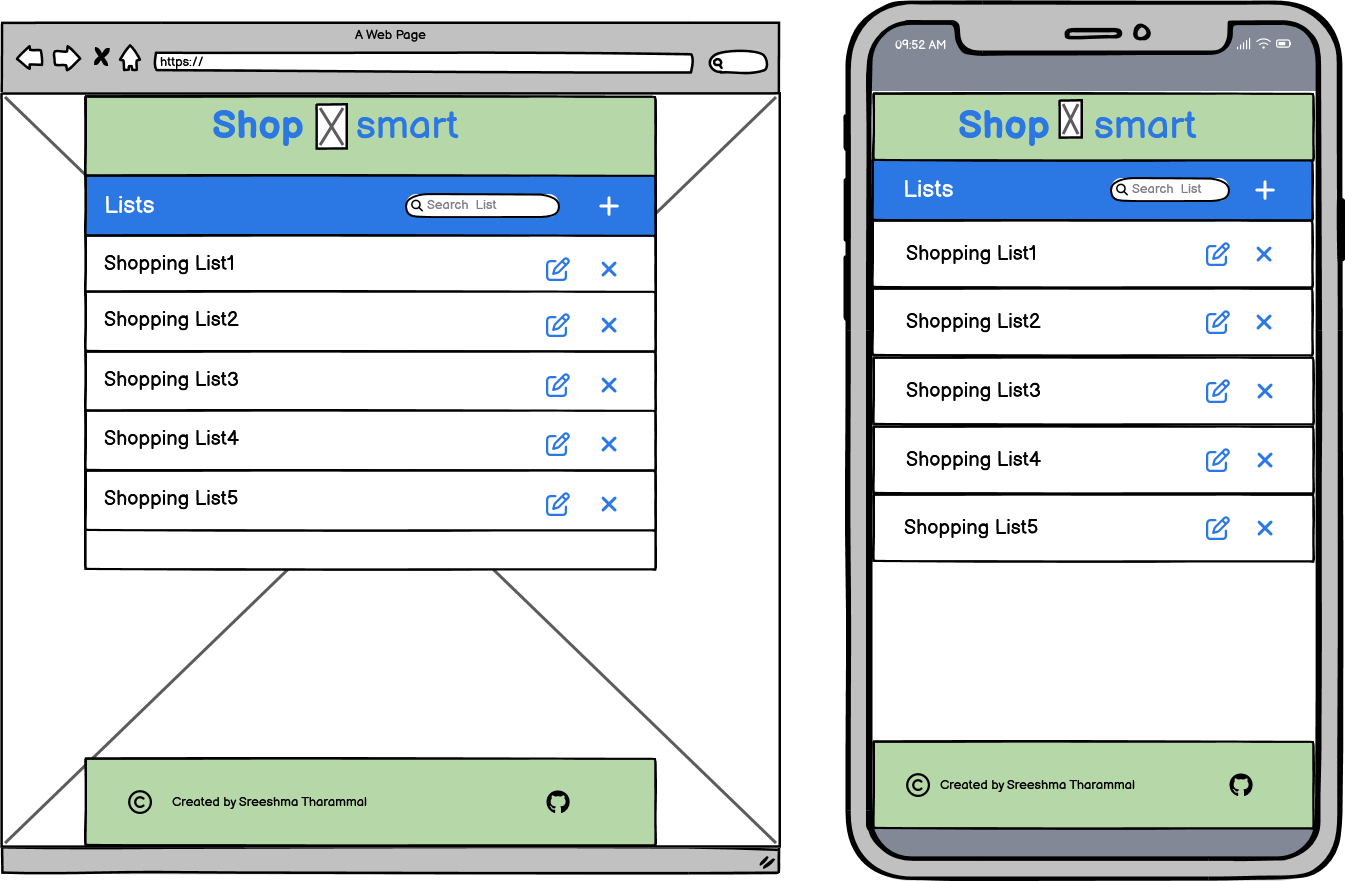 A Web Page
https://
Shop smart
Lists
Search List
Shopping List1
Shopping List2
Shopping List3
Shopping List4
Shopping List5
Created by Sreeshma Tharammal
09:52 AM
Shop smart
Lists
Search List
Shopping List1
Shopping List2
Shopping List3
Shopping List4
Shopping List5
Created by Sreeshma Tharammal